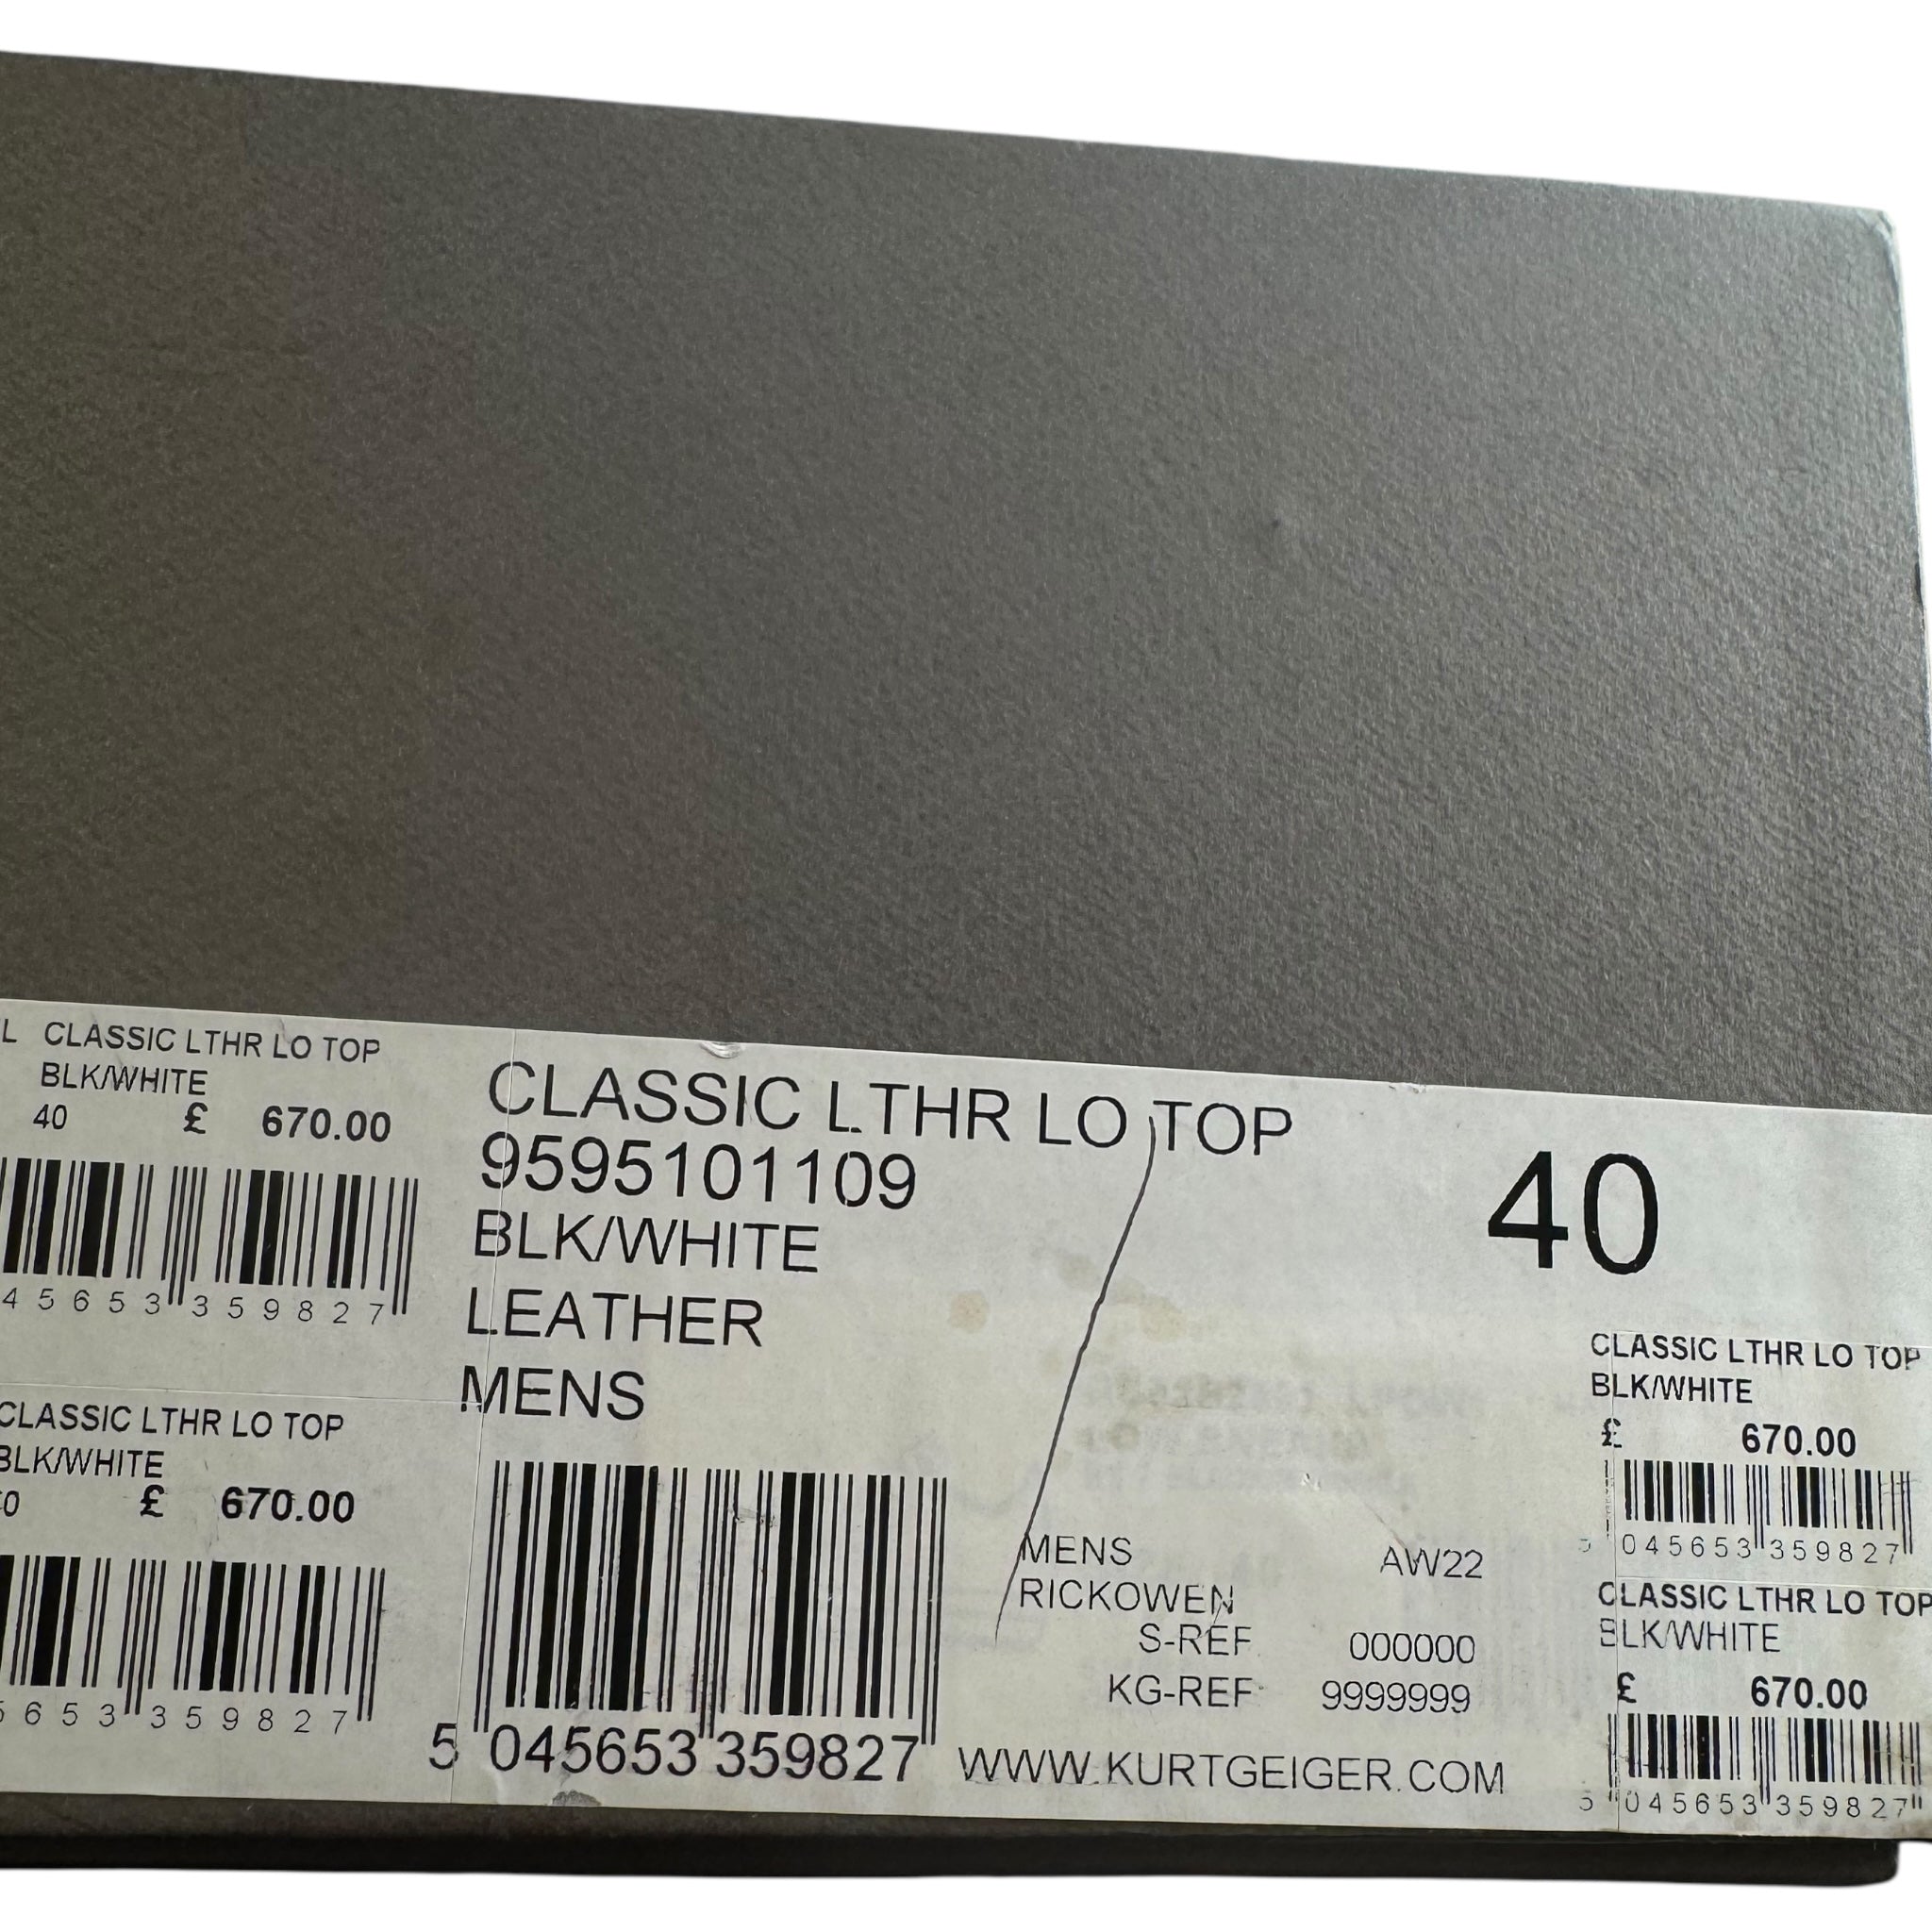 L CLASSIC LTHR LO TOP
BLK/WHITE
40 £ 670.00
45653 359827
CLASSIC LTHR LO TOP
BLK/WHITE
£ 670.00
5653 359827
CLASSIC LTHR LO TOP
9595101109
BLK/WHITE
LEATHER
MENS
5 045653 359827
40
MENS AW22
RICKOWEN
S-REF 000000
KG-REF 9999999
WWW.KURTGEIGER.COM
CLASSIC LTHR LO TOP
BLK/WHITE
£ 670.00
5 045653 359827
CLASSIC LTHR LO TOP
BLK/WHITE
£ 670.00
5 045653 359827